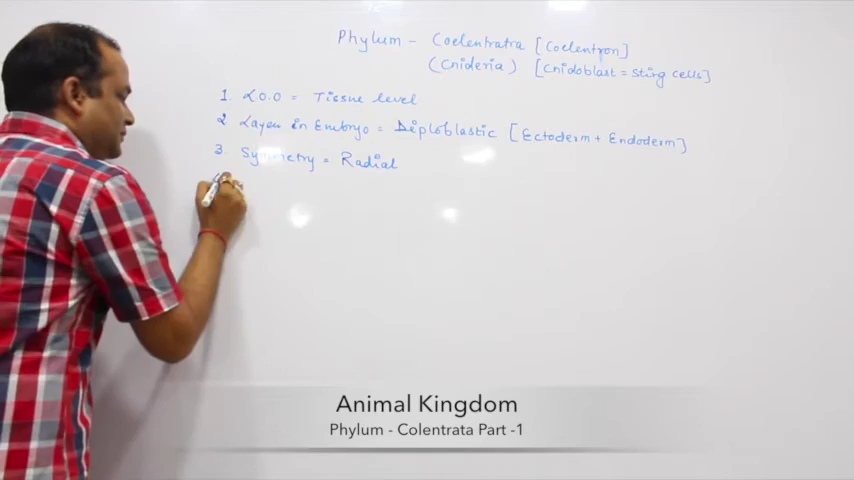 Phylum - Coelentrata [Coelentron]
(Cnideria) [Cnidoblast = Sting cells]
1. L.O.O = Tissue level
2 Layers in Embryo = Diploblastic [Ectoderm + Endoderm]
3. Symmetry = Radial
Animal Kingdom
Phylum - Colentrata Part -1